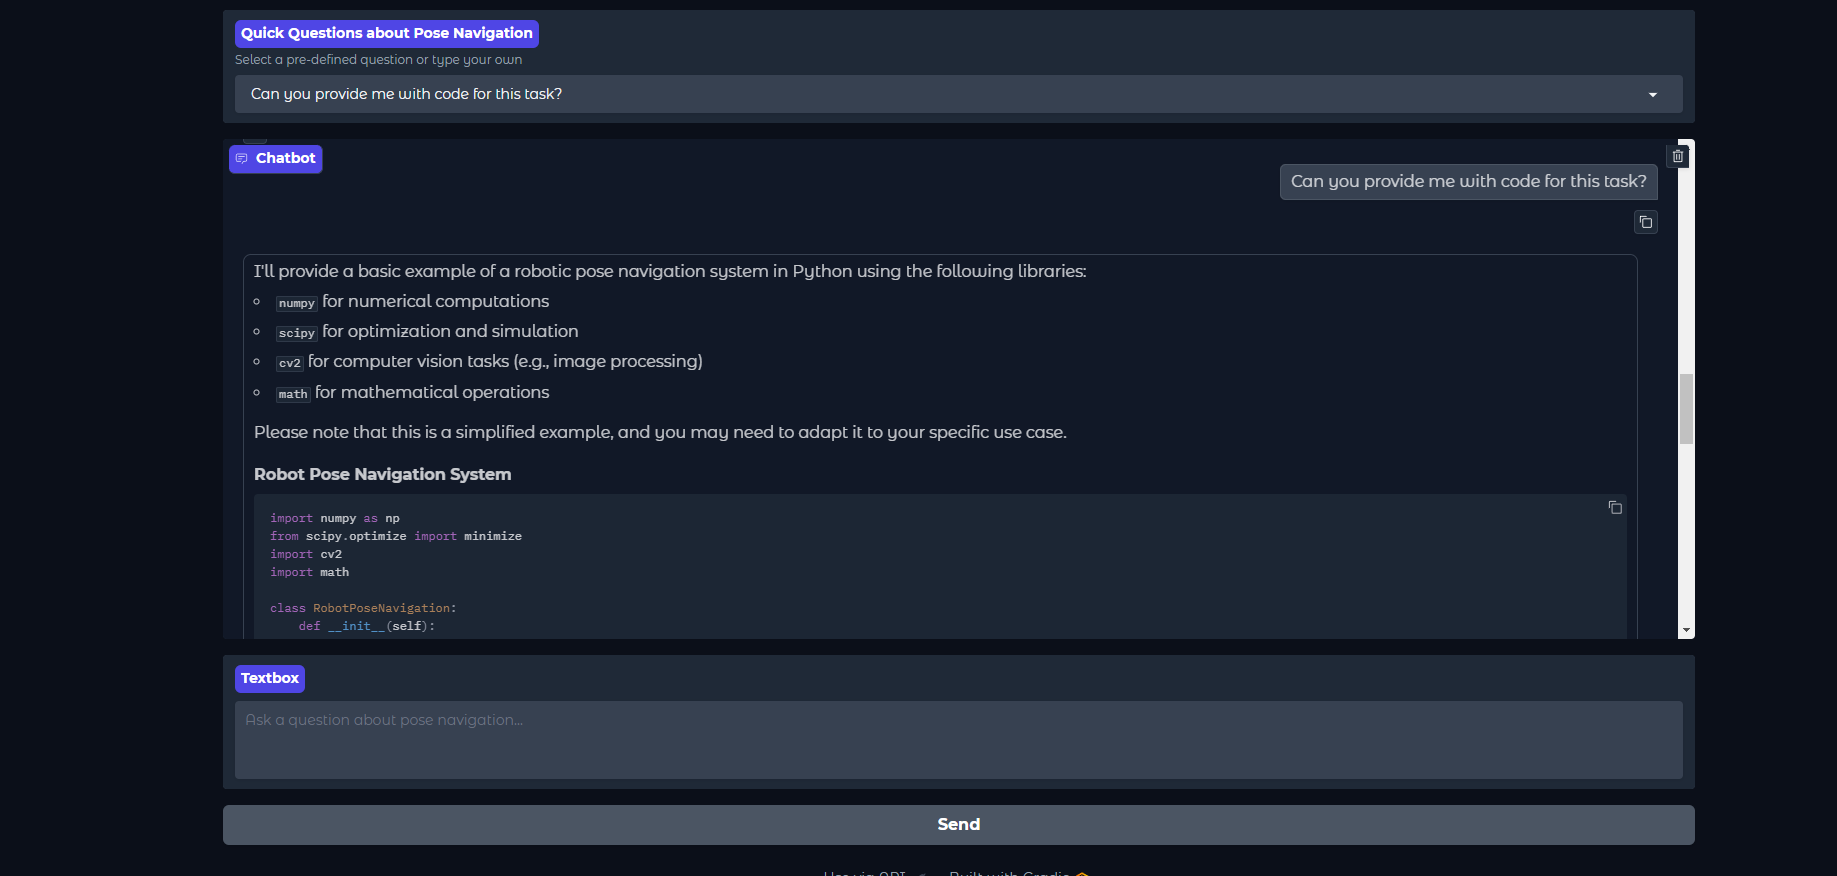 Quick Questions about Pose Navigation
Select a pre-defined question or type your own
Can you provide me with code for this task?
Chatbot
Can you provide me with code for this task?
I'll provide a basic example of a robotic pose navigation system in Python using the following libraries:
numpy for numerical computations
scipy for optimization and simulation
cv2 for computer vision tasks (e.g., image processing)
math for mathematical operations
Please note that this is a simplified example, and you may need to adapt it to your specific use case.
Robot Pose Navigation System
import numpy as np
from scipy.optimize import minimize
import cv2
import math
class RobotPoseNavigation:
def __init__(self):
Textbox
Ask a question about pose navigation...
Send
Use via API
Built with Gradio